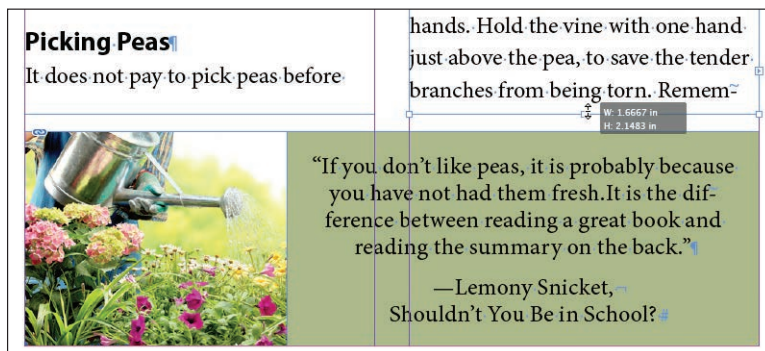 Picking Peas¶
It does not pay to pick peas before
hands. Hold the vine with one hand
just above the pea, to save the tender
branches from being torn. Remem-
W: 1.6667 in
H: 2.1483 in
“If you don’t like peas, it is probably because
you have not had them fresh.It is the dif-
ference between reading a great book and
reading the summary on the back.”¶
—Lemony Snicket,¬
Shouldn’t You Be in School?#